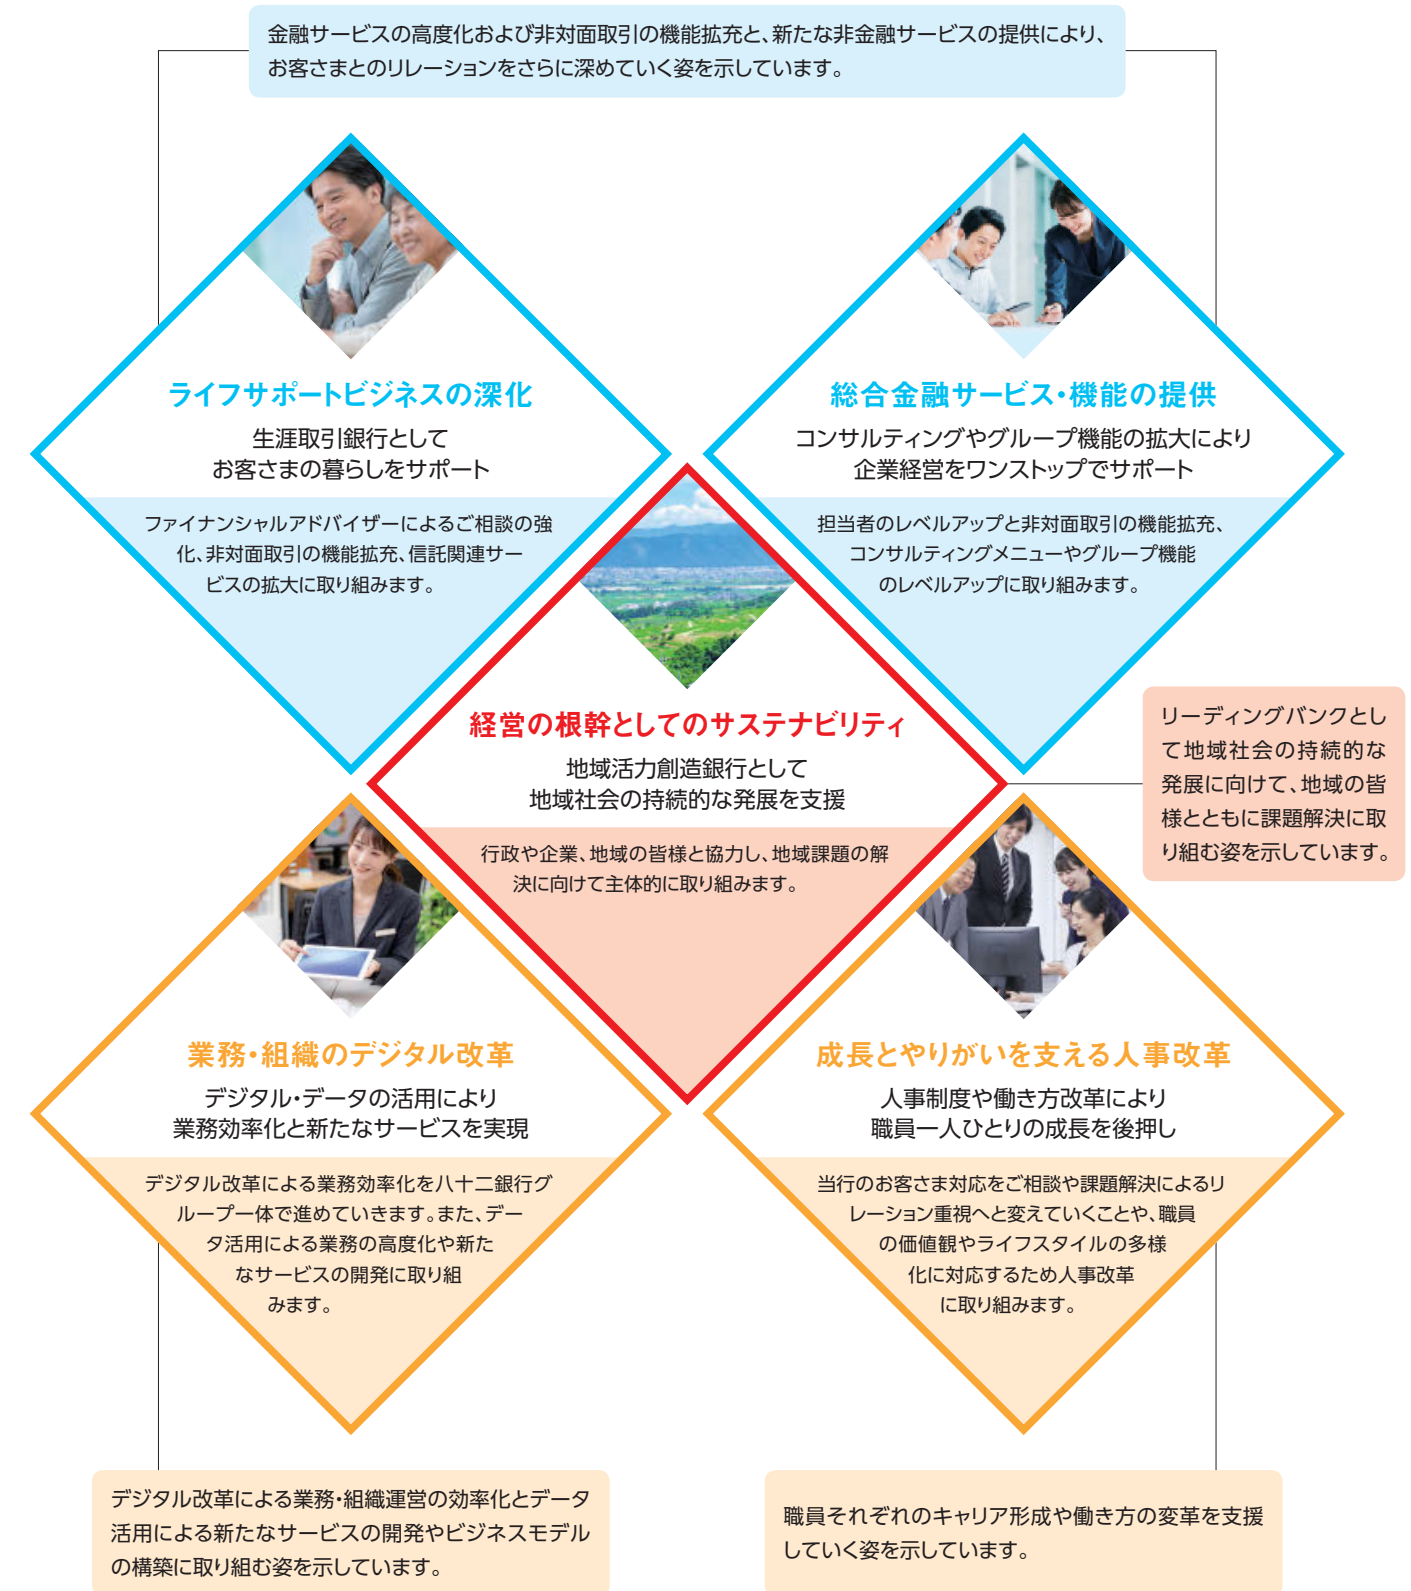 金融サービスの高度化および非対面取引の機能拡充と、新たな非金融サービスの提供により、
お客さまとのリレーションをさらに深めていく姿を示しています。
ライフサポートビジネスの深化
生涯取引銀行として
お客さまの暮らしをサポート
ファイナンシャルアドバイザーによるご相談の強
化、非対面取引の機能拡充、信託関連サー
ビスの拡大に取り組みます。
総合金融サービス・機能の提供
コンサルティングやグループ機能の拡大により
企業経営をワンストップでサポート
担当者のレベルアップと非対面取引の機能拡充、
コンサルティングメニューやグループ機能
のレベルアップに取り組みます。
経営の根幹としてのサステナビリティ
地域活力創造銀行として
地域社会の持続的な発展を支援
行政や企業、地域の皆様と協力し、地域課題の解
決に向けて主体的に取り組みます。
リーディングバンクとし
て地域社会の持続的な
発展に向けて、地域の皆
様とともに課題解決に取
り組む姿を示しています。
業務・組織のデジタル改革
デジタル・データの活用により
業務効率化と新たなサービスを実現
デジタル改革による業務効率化を八十二銀行グ
ループ一体で進めていきます。また、デー
タ活用による業務の高度化や新た
なサービスの開発に取り組
みます。
成長とやりがいを支える人事改革
人事制度や働き方改革により
職員一人ひとりの成長を後押し
当行のお客さま対応をご相談や課題解決によるリ
レーション重視へと変えていくことや、職員
の価値観やライフスタイルの多様
化に対応するため人事改革
に取り組みます。
デジタル改革による業務・組織運営の効率化とデータ
活用による新たなサービスの開発やビジネスモデル
の構築に取り組む姿を示しています。
職員それぞれのキャリア形成や働き方の変革を支援
していく姿を示しています。